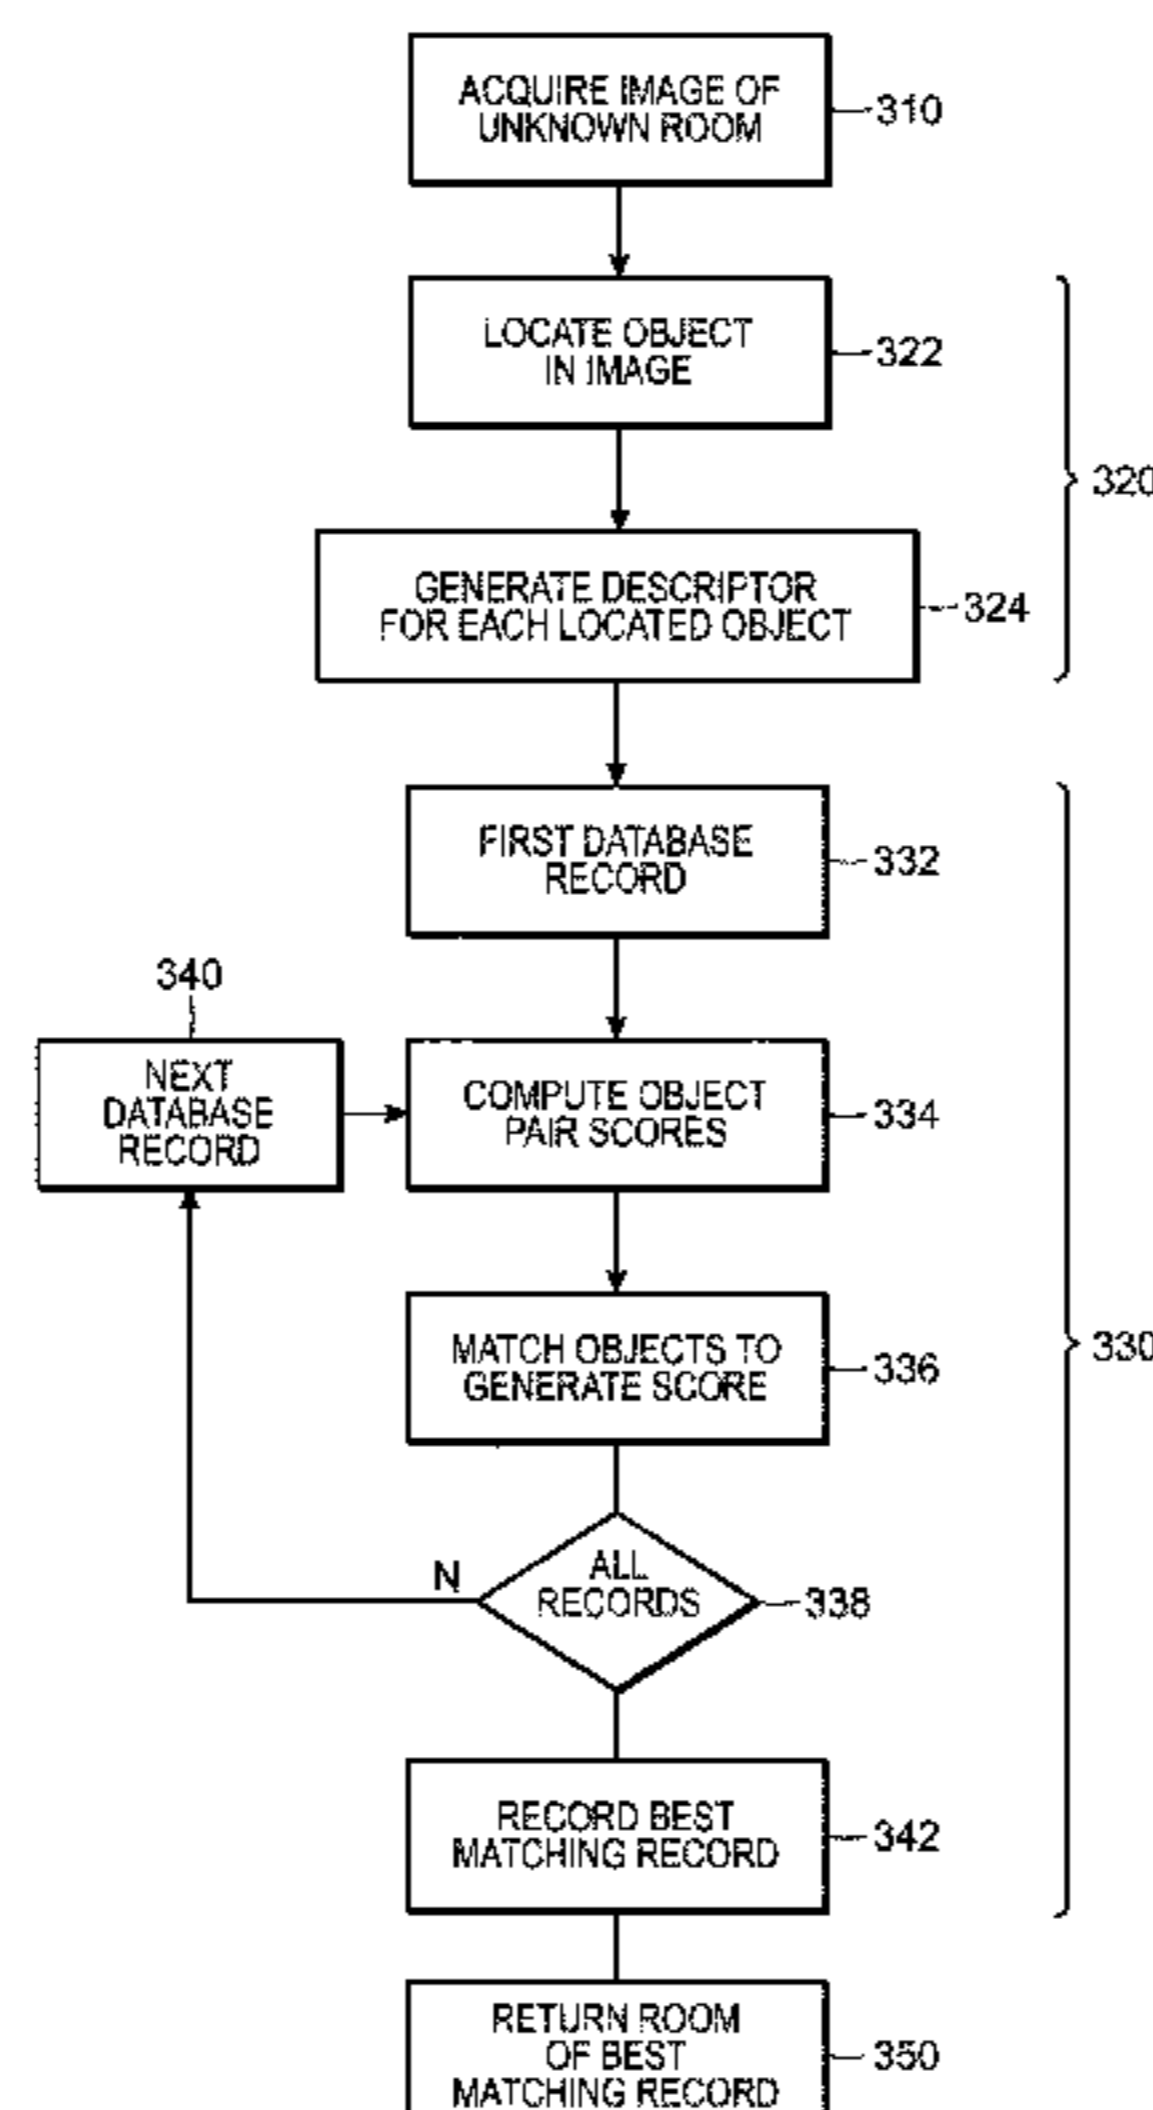 ACQUIRE IMAGE OF
UNKNOWN ROOM
310
LOCATE OBJECT
IN IMAGE
322
320
GENERATE DESCRIPTOR
FOR EACH LOCATED OBJECT
324
FIRST DATABASE
RECORD
332
340
NEXT
DATABASE
RECORD
COMPUTE OBJECT
PAIR SCORES
334
MATCH OBJECTS TO
GENERATE SCORE
336
330
N
ALL
RECORDS
338
RECORD BEST
MATCHING RECORD
342
RETURN ROOM
OF BEST
MATCHING RECORD
350